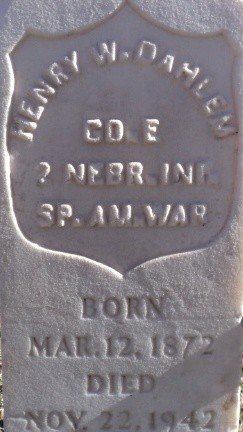 HENRY W. DAHLEM
CO. E
2 NEBR. INF.
SP. AM. WAR
BORN
MAR. 12, 1872
DIED
NOV. 22, 1942